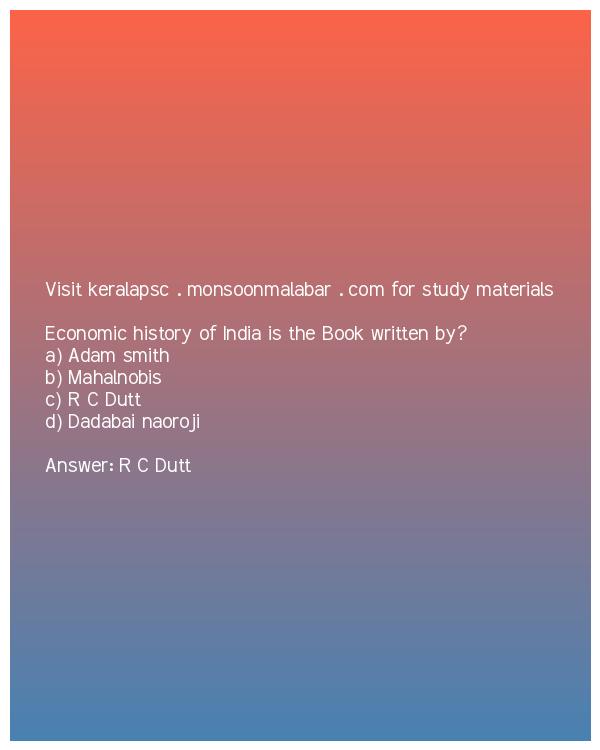 Visit keralapsc . monsoonmalabar . com for study materials
Economic history of India is the Book written by?
a) Adam smith
b) Mahalnobis
c) R C Dutt
d) Dadabai naoroji
Answer: R C Dutt